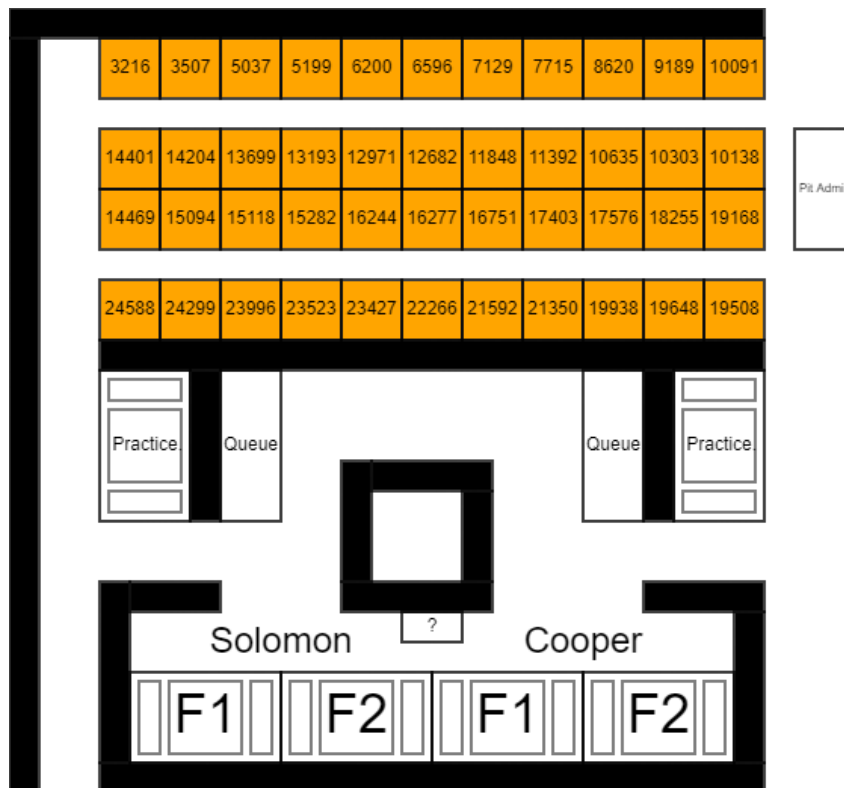 3216 3507 5037 5199 6200 6596 7129 7715 8620 9189 10091
14401 14204 13699 13193 12971 12682 11848 11392 10635 10303 10138
Pit Admi
14469 15094 15118 15282 16244 16277 16751 17403 17576 18255 19168
24588 24299 23996 23523 23427 22266 21592 21350 19938 19648 19508
Practice. Queue Queue Practice.
?
Solomon Cooper
F1 F2 F1 F2